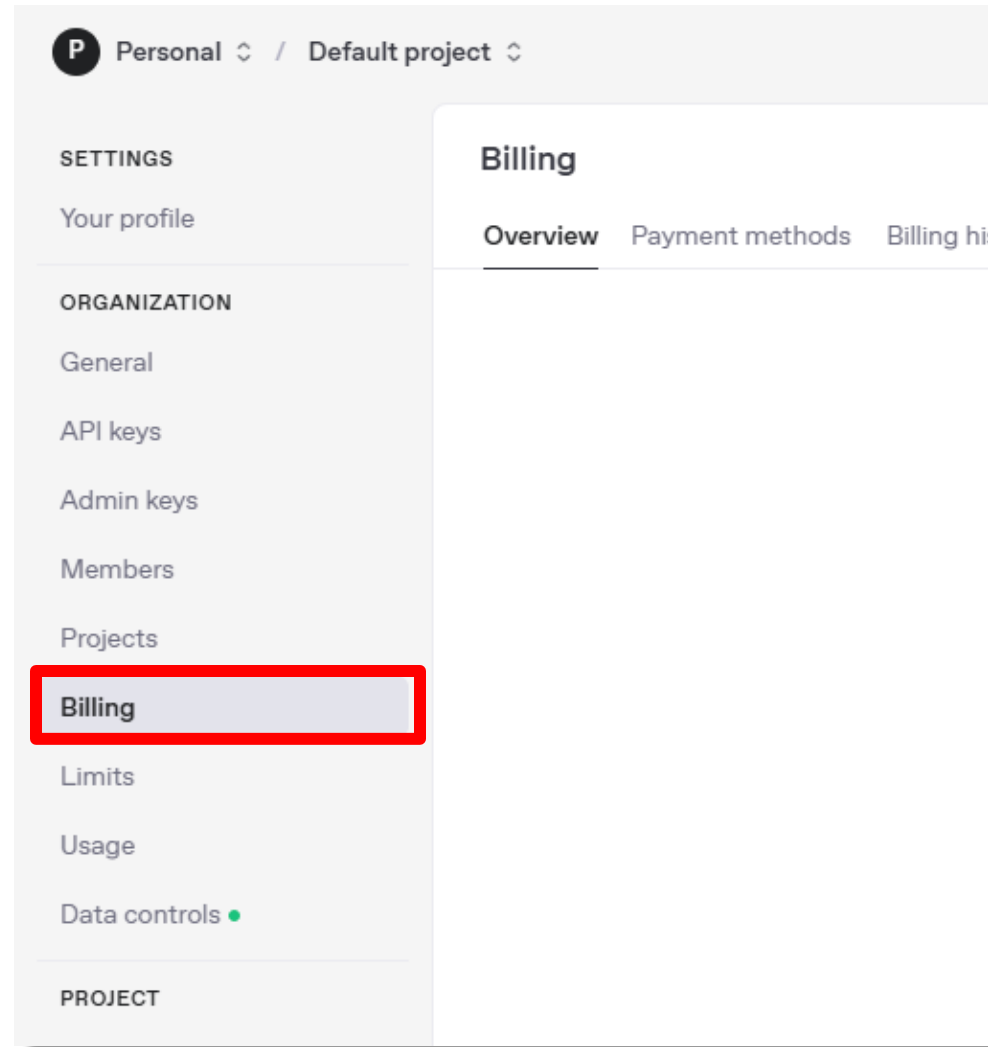 P Personal / Default project
SETTINGS
Your profile
ORGANIZATION
General
API keys
Admin keys
Members
Projects
Billing
Limits
Usage
Data controls
PROJECT
Billing
Overview Payment methods Billing